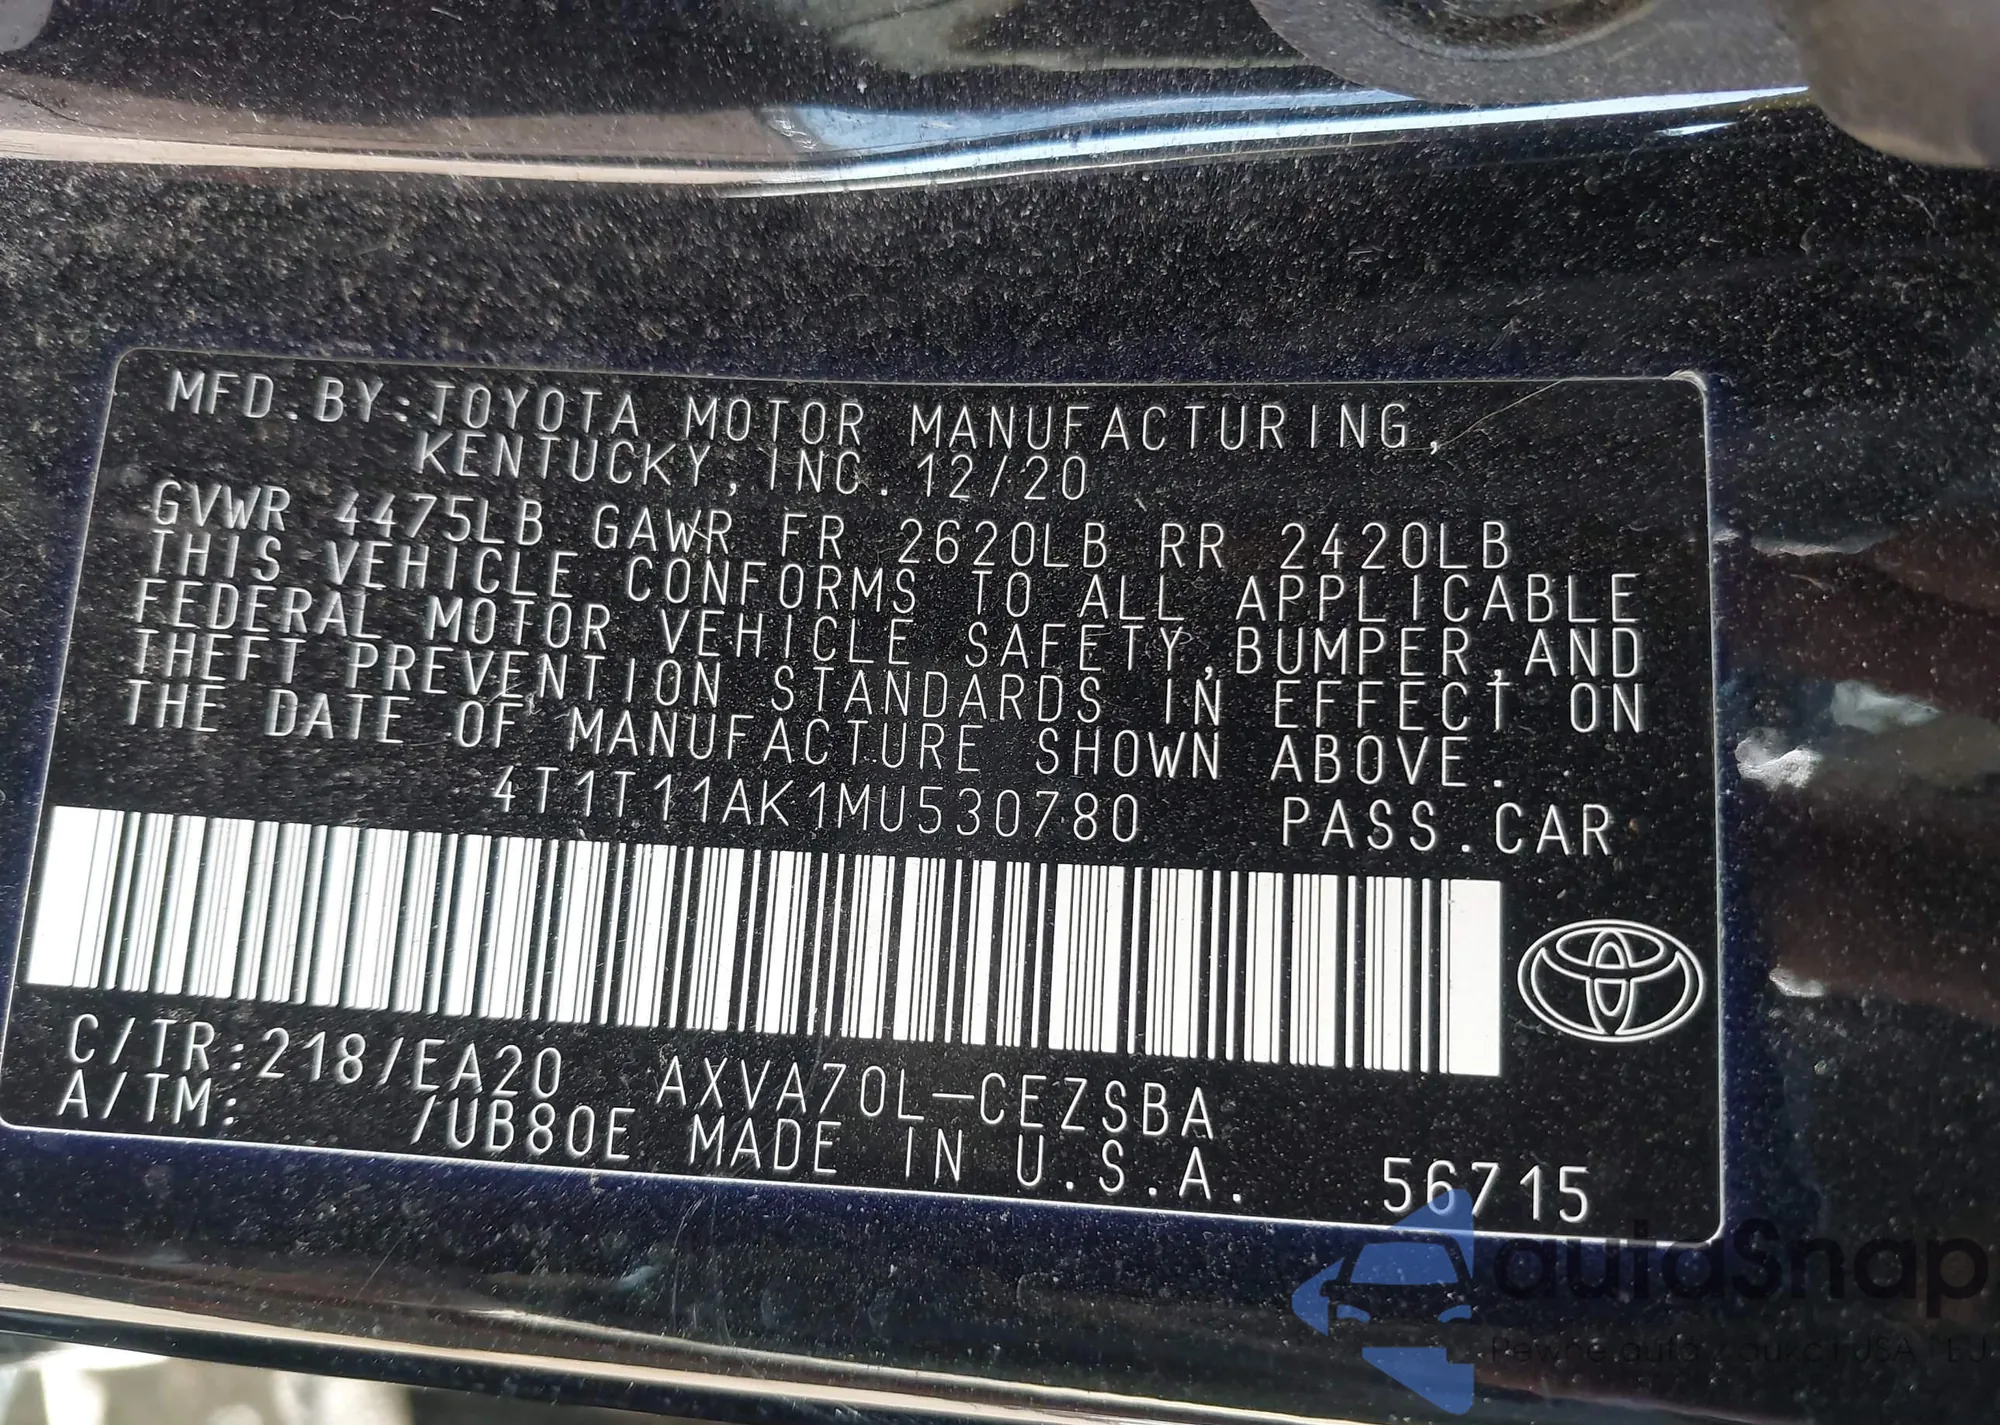 MFD.BY:TOYOTA MOTOR MANUFACTURING,
KENTUCKY,INC. 12/20
GVWR 4475LB GAWR FR 2620LB RR 2420LB
THIS VEHICLE CONFORMS TO ALL APPLICABLE
FEDERAL MOTOR VEHICLE SAFETY,BUMPER,AND
THEFT PREVENTION STANDARDS IN EFFECT ON
THE DATE OF MANUFACTURE SHOWN ABOVE.
4T1T11AK1MU530780 PASS.CAR
C/TR:218/EA20 AXVA70L-CEZSBA
A/TM: /UB80E MADE IN U.S.A. 56715
autoSnap